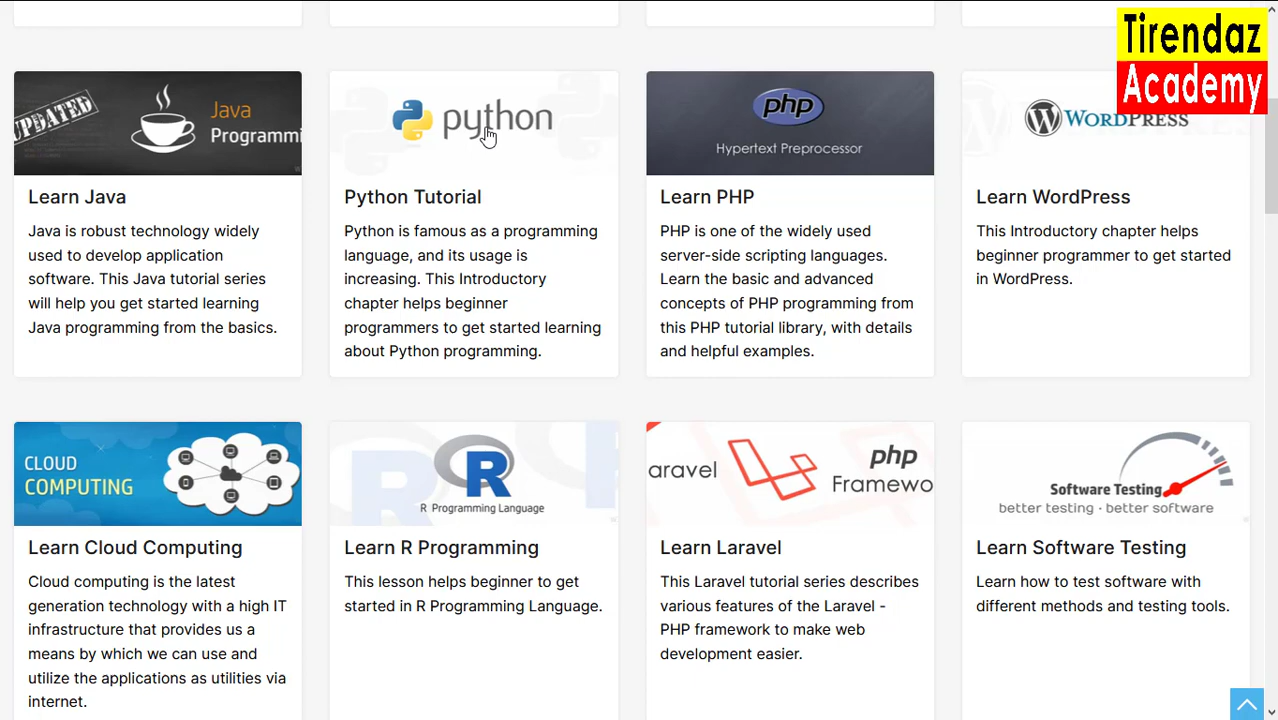 Tirendaz
Academy
UPDATED
Java
Programmi
python
php
Hypertext Preprocessor
WORDPRESS
Learn Java
Java is robust technology widely
used to develop application
software. This Java tutorial series
will help you get started learning
Java programming from the basics.
Python Tutorial
Python is famous as a programming
language, and its usage is
increasing. This Introductory
chapter helps beginner
programmers to get started learning
about Python programming.
Learn PHP
PHP is one of the widely used
server-side scripting languages.
Learn the basic and advanced
concepts of PHP programming from
this PHP tutorial library, with details
and helpful examples.
Learn WordPress
This Introductory chapter helps
beginner programmer to get started
in WordPress.
CLOUD
COMPUTING
R
R Programming Language
aravel
php
Framewo
Software Testing
better testing · better software
Learn Cloud Computing
Cloud computing is the latest
generation technology with a high IT
infrastructure that provides us a
means by which we can use and
utilize the applications as utilities via
internet.
Learn R Programming
This lesson helps beginner to get
started in R Programming Language.
Learn Laravel
This Laravel tutorial series describes
various features of the Laravel -
PHP framework to make web
development easier.
Learn Software Testing
Learn how to test software with
different methods and testing tools.